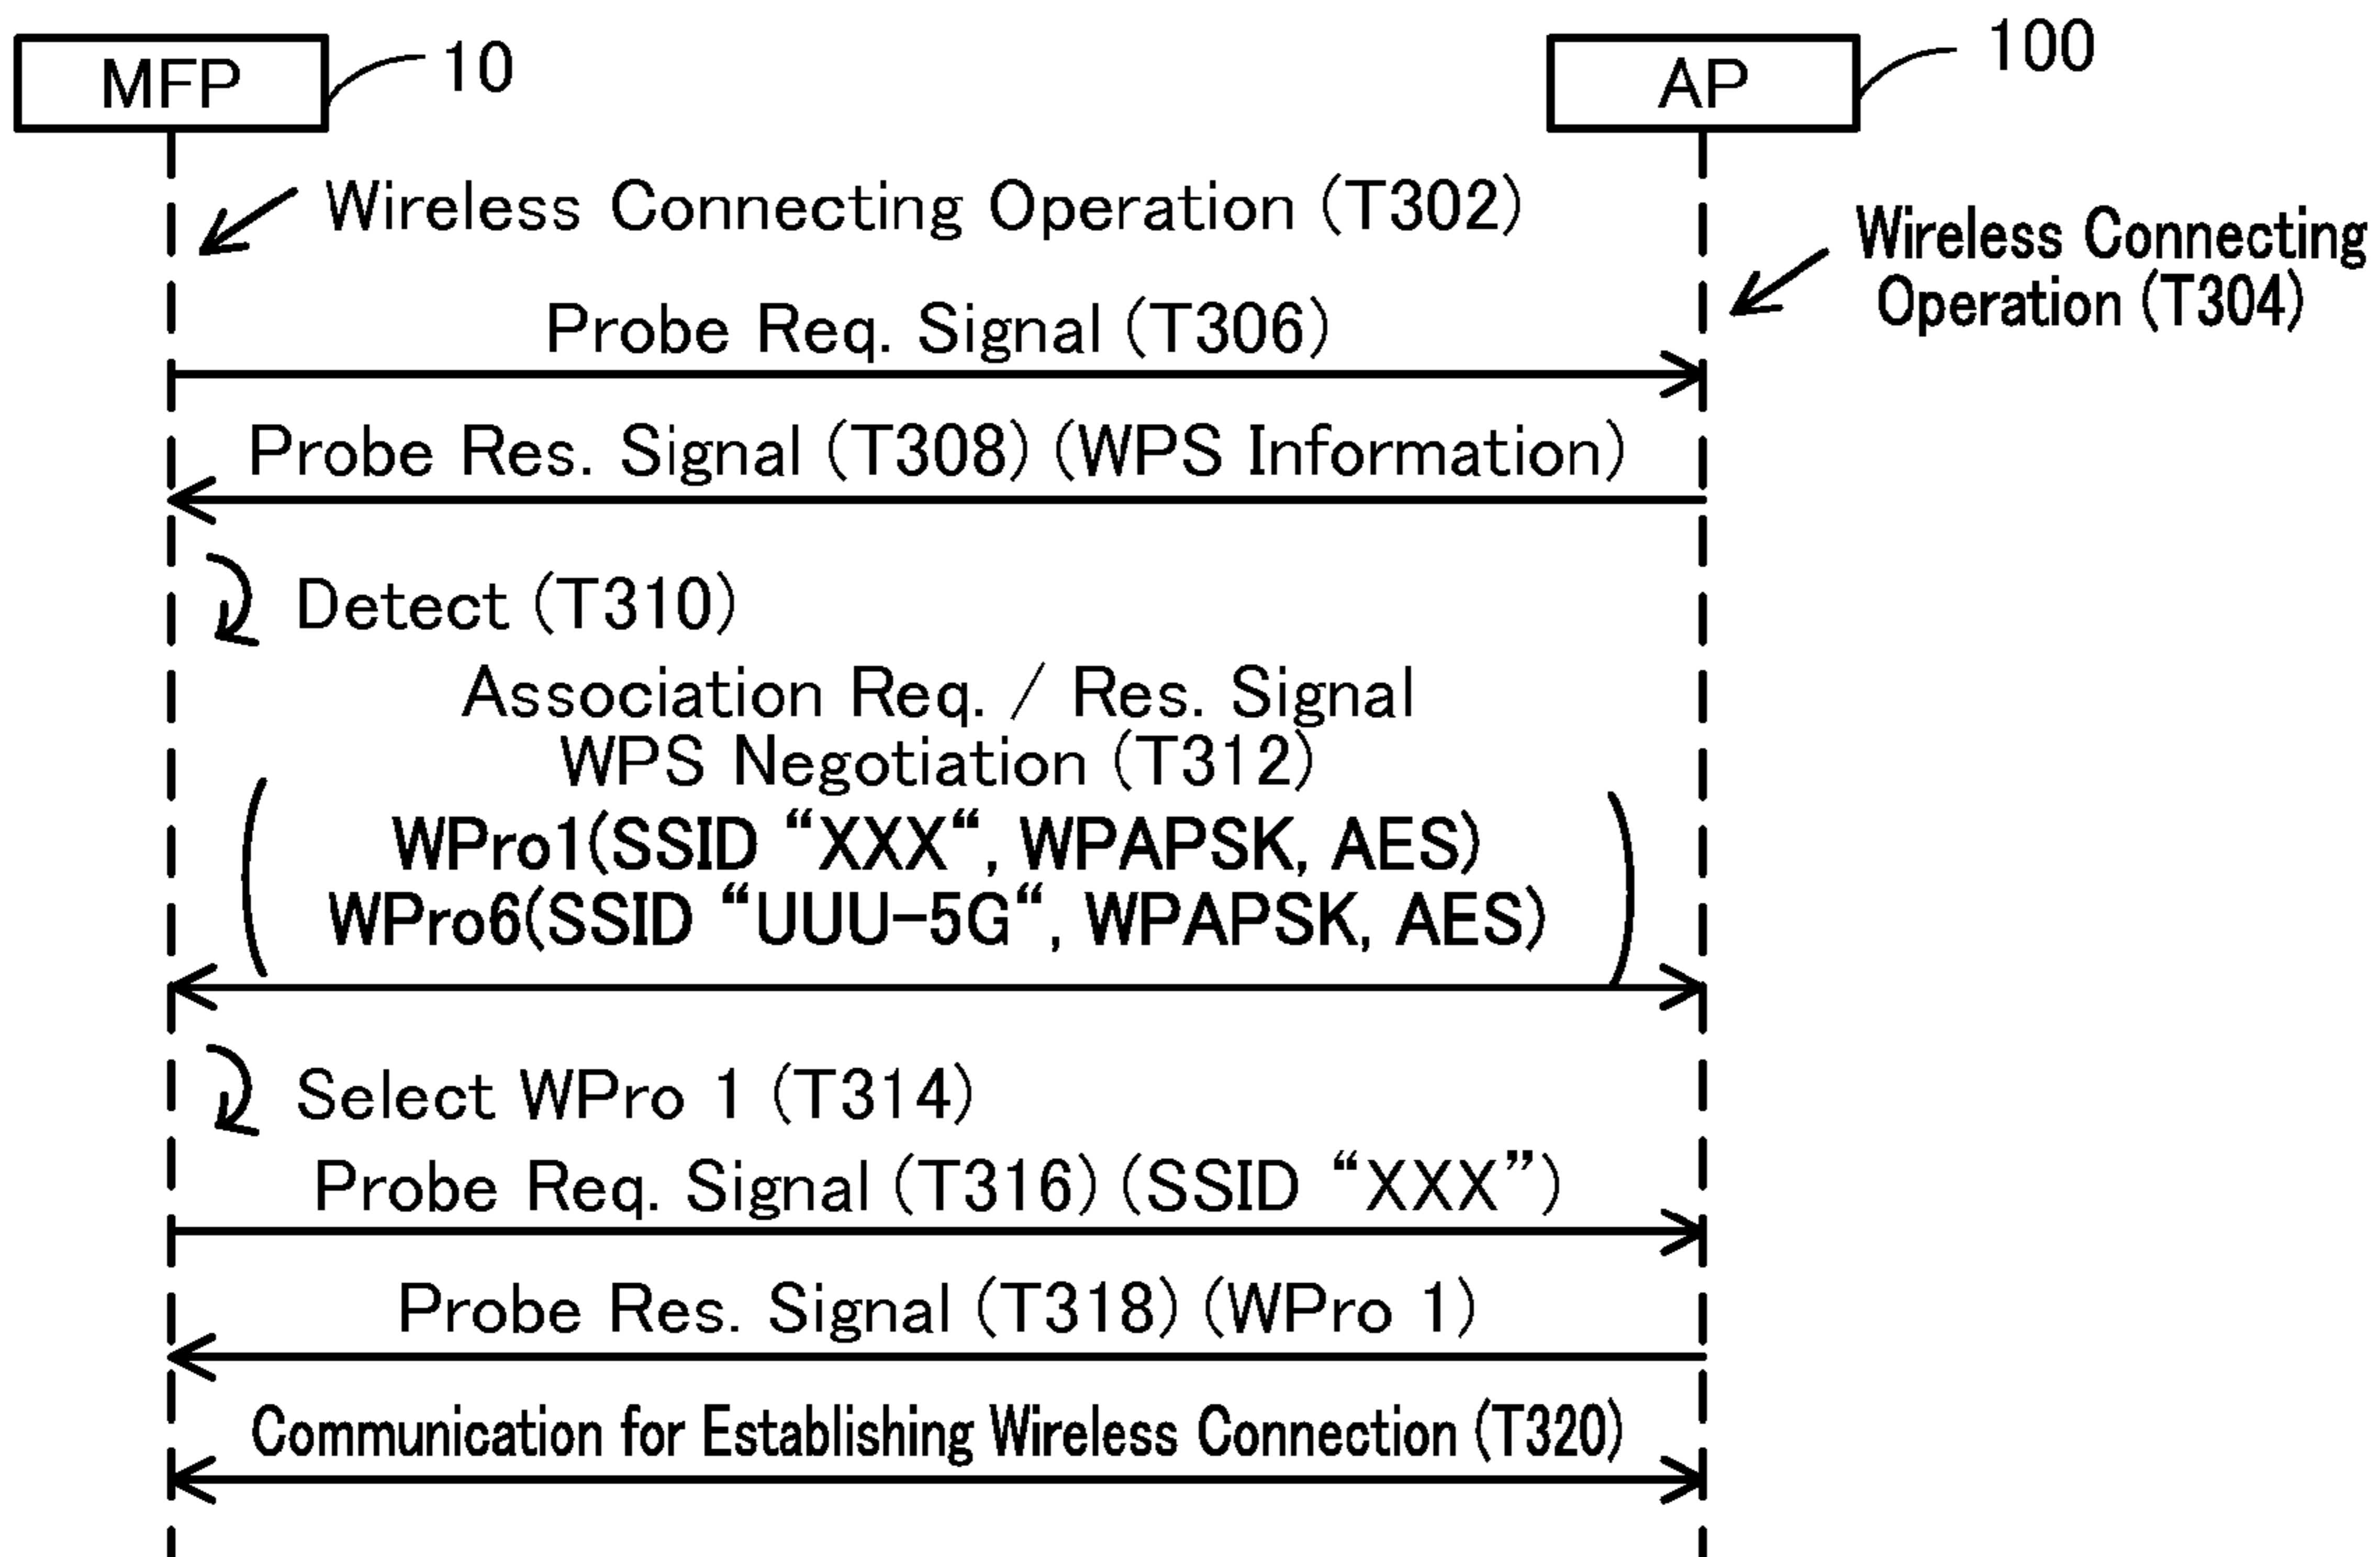 MFP
10
AP
100
Wireless Connecting Operation (T302)
Wireless Connecting
Operation (T304)
Probe Req. Signal (T306)
Probe Res. Signal (T308) (WPS Information)
Detect (T310)
Association Req. / Res. Signal
WPS Negotiation (T312)
WPro1(SSID “XXX“, WPAPSK, AES)
WPro6(SSID “UUU-5G“, WPAPSK, AES)
Select WPro 1 (T314)
Probe Req. Signal (T316) (SSID “XXX”)
Probe Res. Signal (T318) (WPro 1)
Communication for Establishing Wireless Connection (T320)